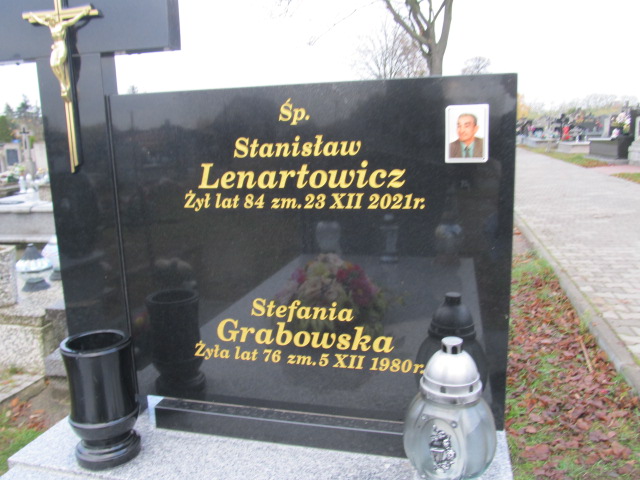 Śp.
Stanisław
Lenartowicz
Żył lat 84 zm. 23 XII 2021r.
Stefania
Grabowska
Żyła lat 76 zm. 5 XII 1980r.